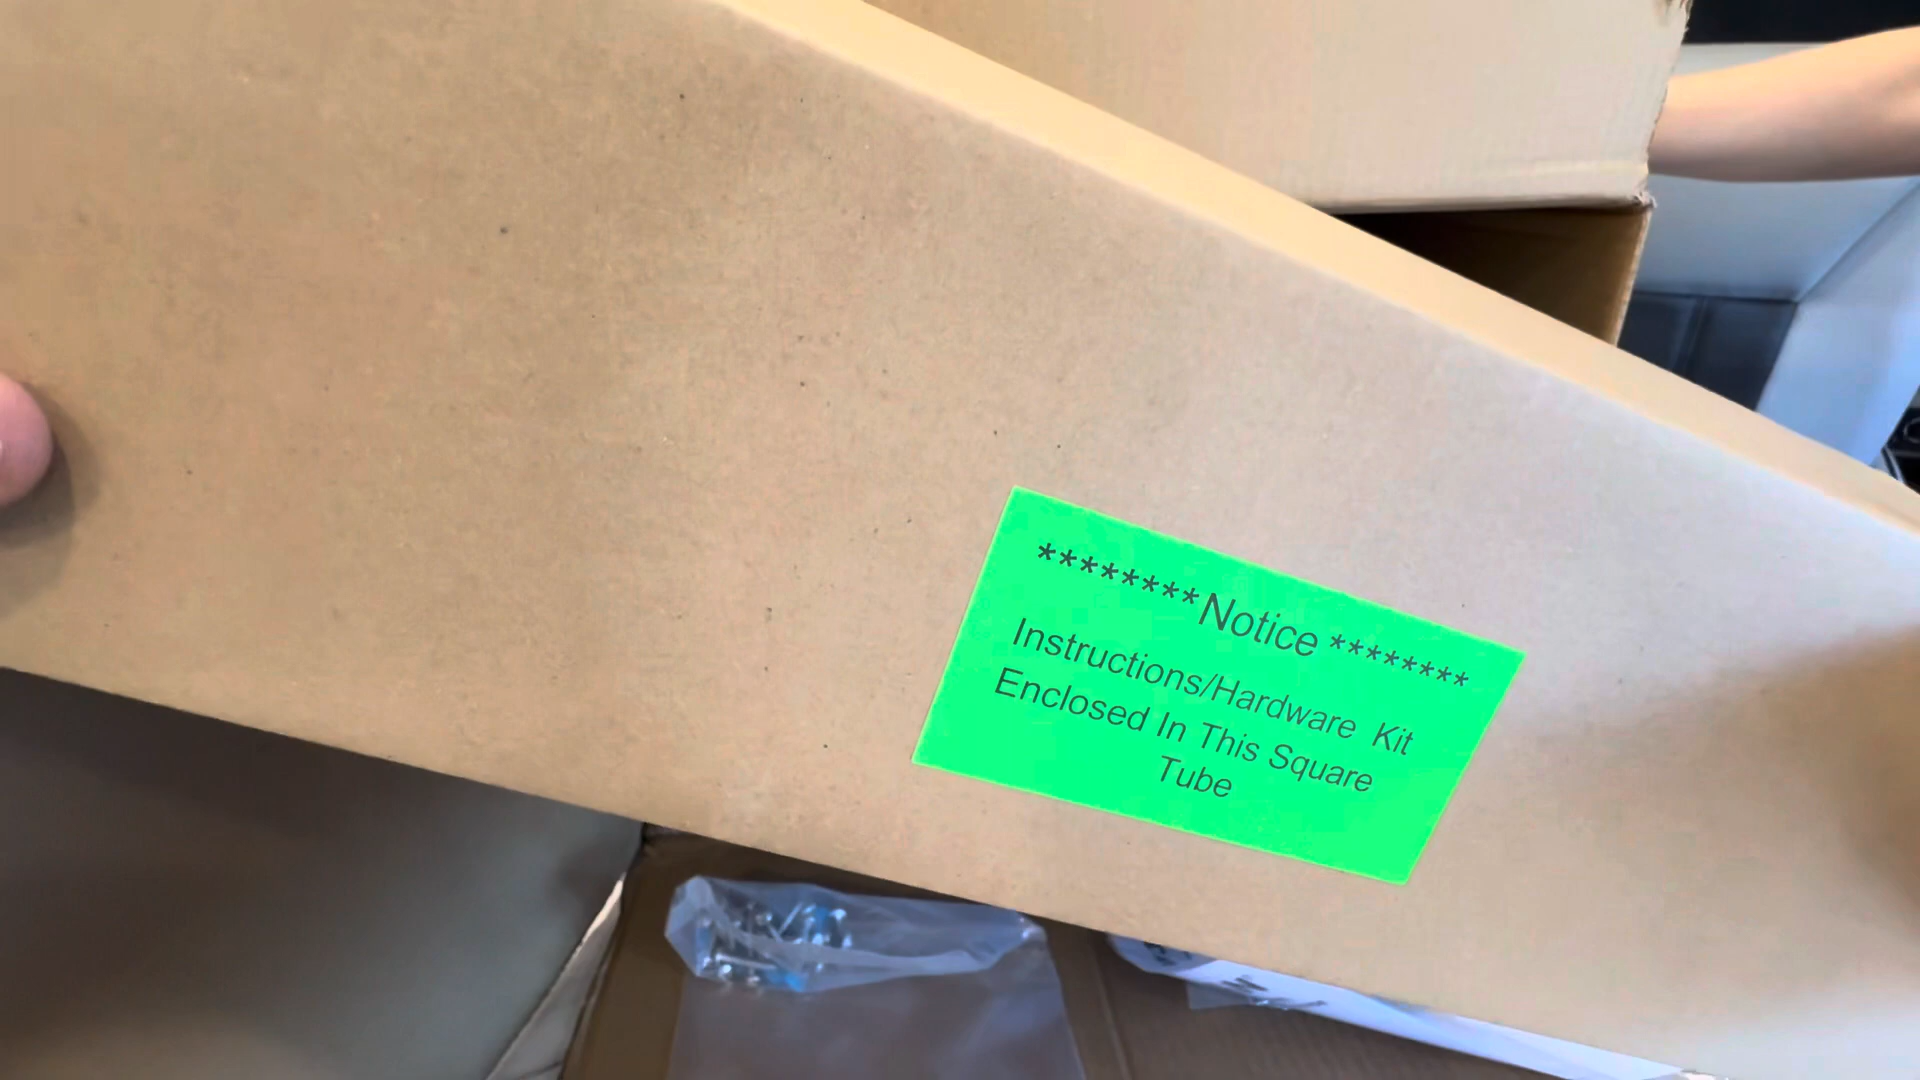 ********Notice ********
Instructions/Hardware Kit
Enclosed In This Square
Tube